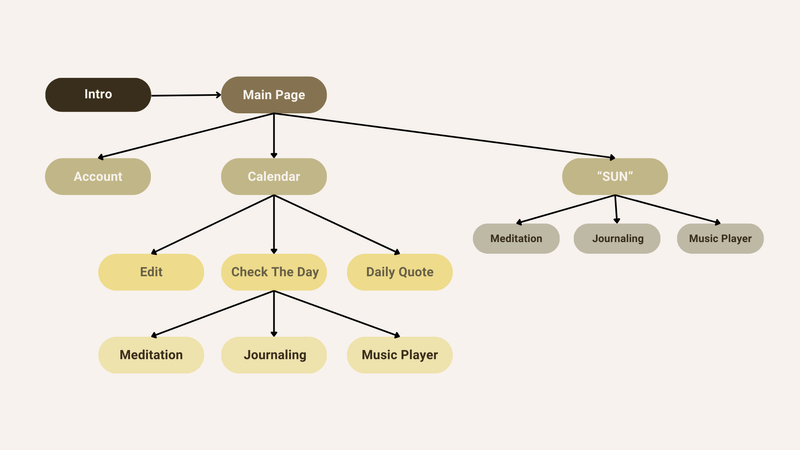 Intro
Main Page
Account
Calendar
“SUN”
Meditation
Journaling
Music Player
Edit
Check The Day
Daily Quote
Meditation
Journaling
Music Player